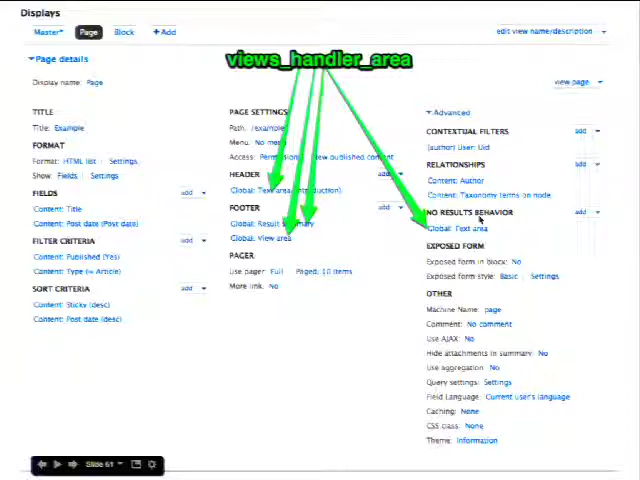 Displays
Master* Page Block Add edit view name/description
Page details
views_handler_area
Display name: Page view page
TITLE
Title: Example
FORMAT
Format: HTML list Settings
Show: Fields Settings
FIELDS add
Content: Title
Content: Post date (Post date)
FILTER CRITERIA add
Content: Published (Yes)
Content: Type (= Article)
SORT CRITERIA add
Content: Sticky (desc)
Content: Post date (desc)
PAGE SETTINGS
Path: /example
Menu: No menu
Access: Permission View published content
HEADER add
Global: Text area (Introduction)
FOOTER add
Global: Result summary
Global: View area
PAGER
Use pager: Full Paged, 10 items
More link: No
Advanced
CONTEXTUAL FILTERS add
(author) User: Uid
RELATIONSHIPS add
Content: Author
Content: Taxonomy terms on node
NO RESULTS BEHAVIOR add
Global: Text area
EXPOSED FORM
Exposed form in block: No
Exposed form style: Basic Settings
OTHER
Machine Name: page
Comment: No comment
Use AJAX: No
Hide attachments in summary: No
Use aggregation: No
Query settings: Settings
Field Language: Current user's language
Caching: None
CSS class: None
Theme: Information
Slide 61